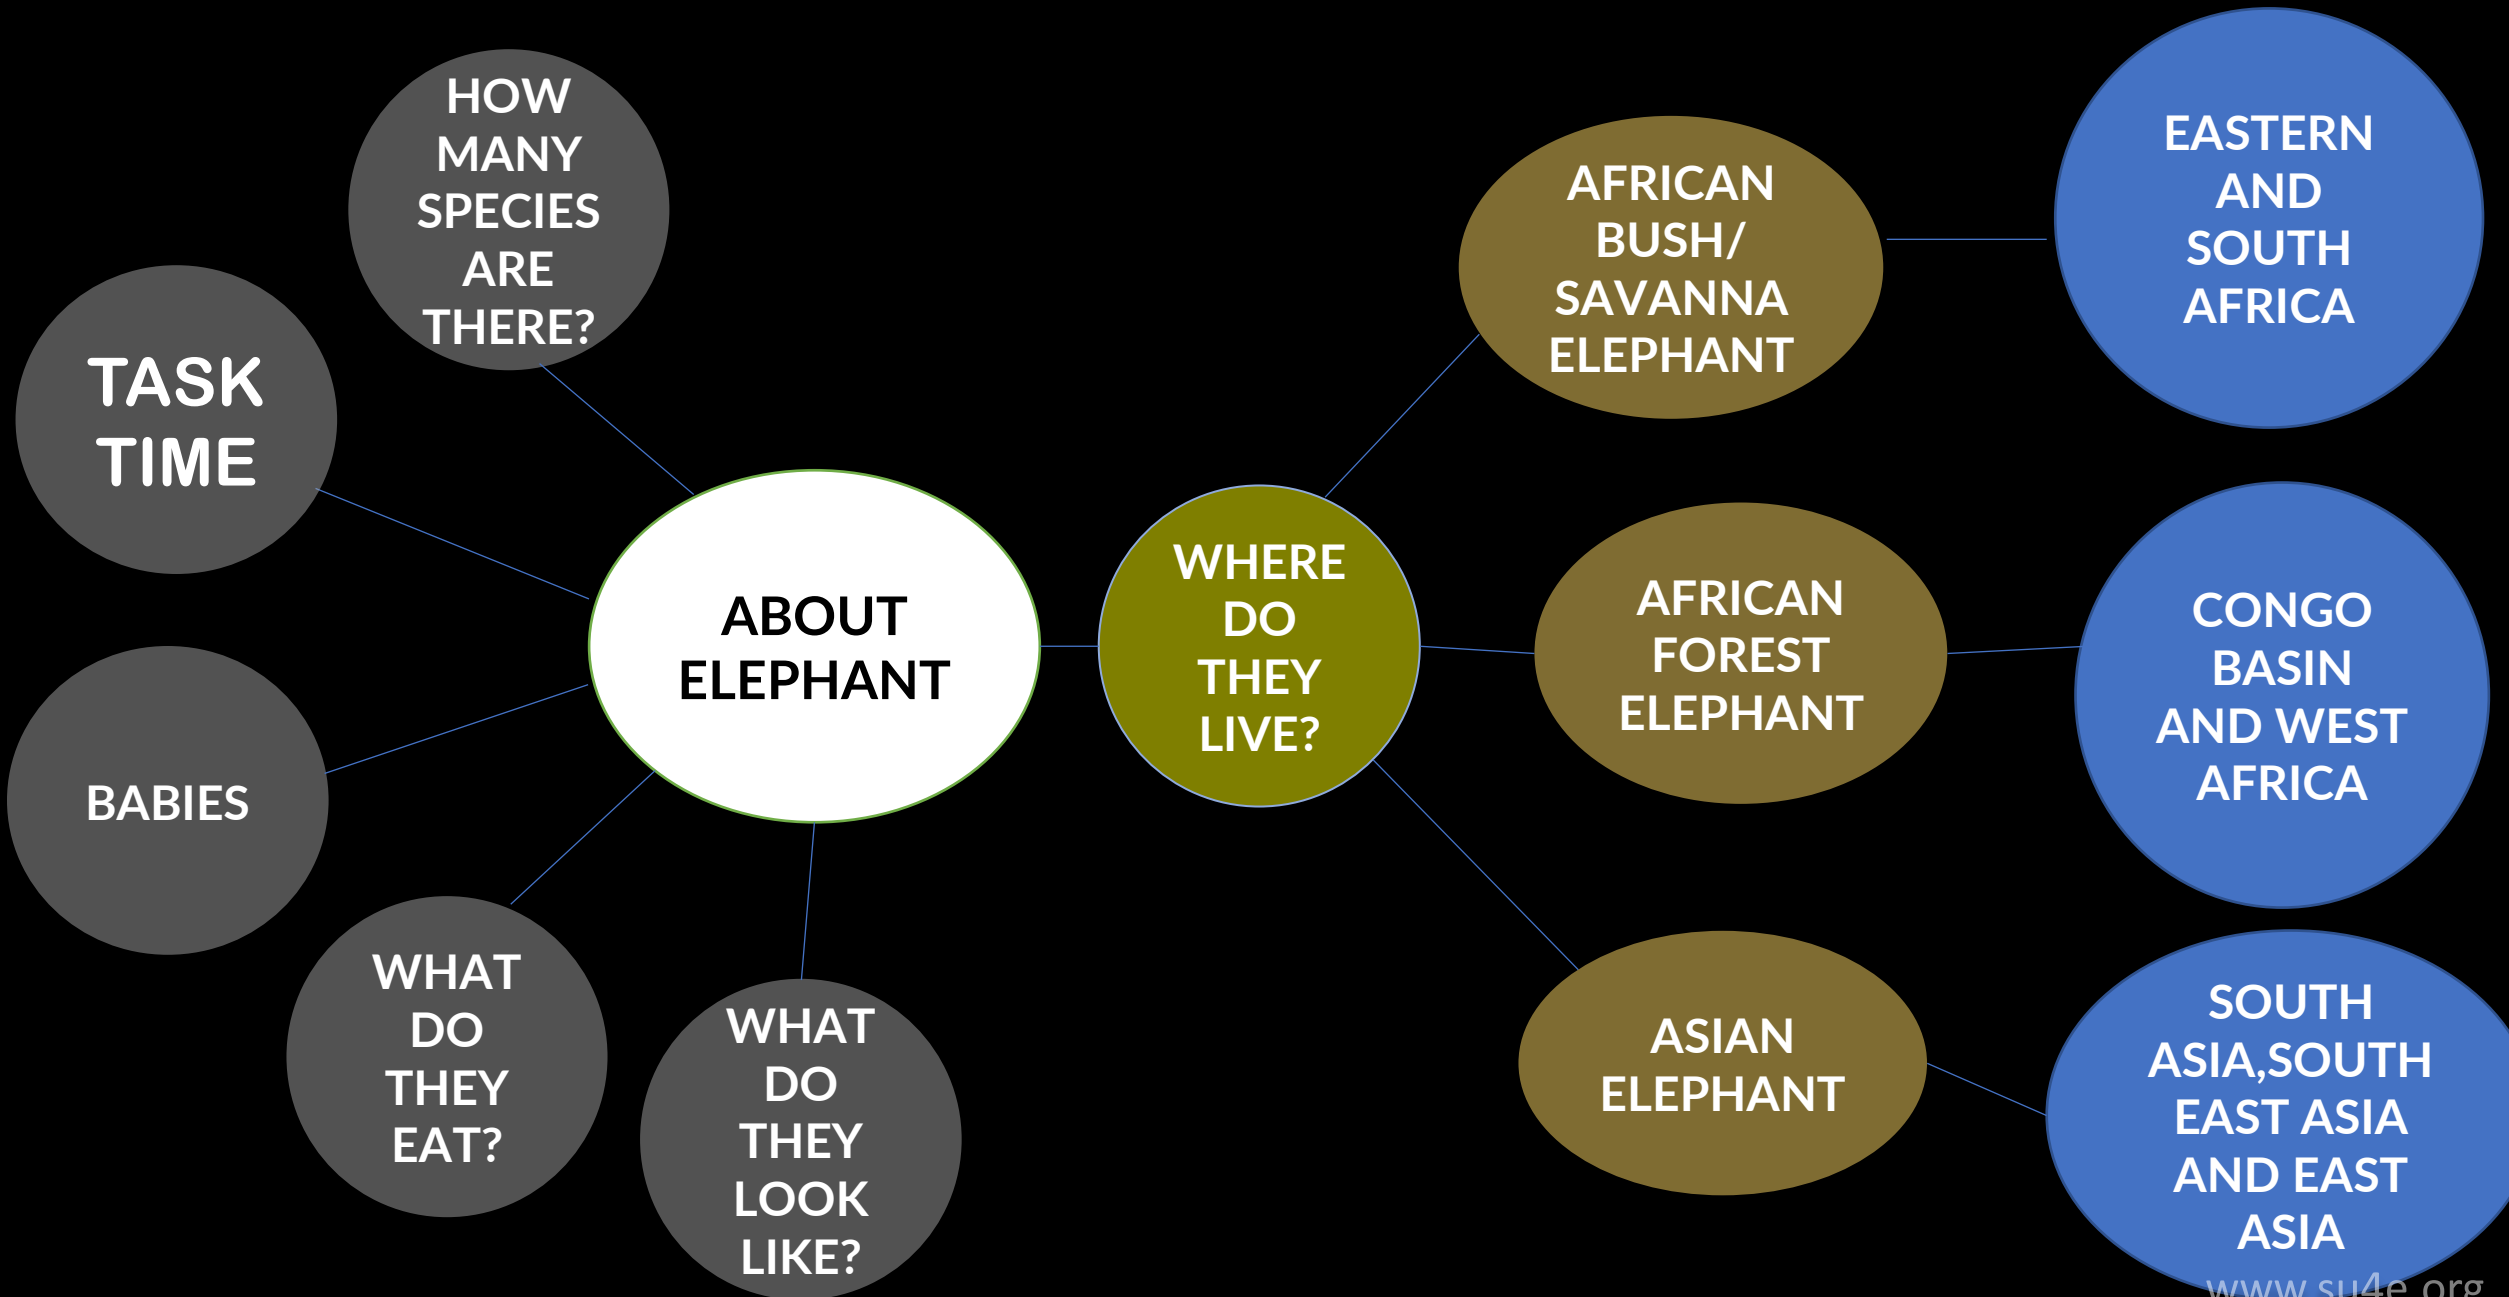 HOW
MANY
SPECIES
ARE
THERE?
TASK
TIME
BABIES
WHAT
DO
THEY
EAT?
WHAT
DO
THEY
LOOK
LIKE?
ABOUT
ELEPHANT
WHERE
DO
THEY
LIVE?
AFRICAN
BUSH/
SAVANNA
ELEPHANT
EASTERN
AND
SOUTH
AFRICA
AFRICAN
FOREST
ELEPHANT
CONGO
BASIN
AND WEST
AFRICA
ASIAN
ELEPHANT
SOUTH
ASIA,SOUTH
EAST ASIA
AND EAST
ASIA
www.su4e.org